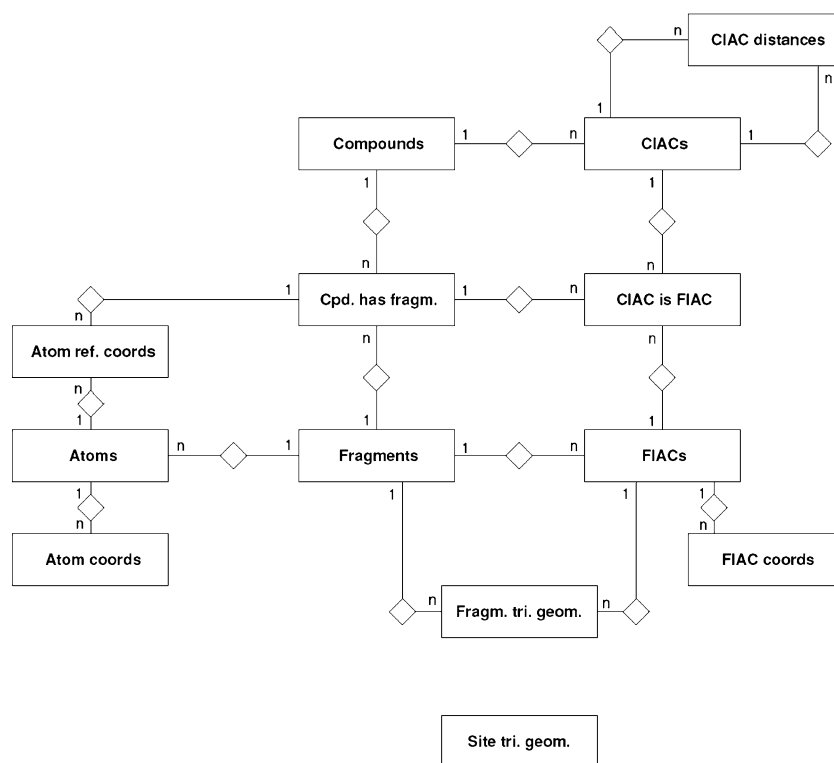 n CIAC distances
n
1
Compounds 1 n CIACs 1
1 1
n n
1 Cpd. has fragm. 1 n CIAC is FIAC
n
Atom ref. coords n n
n
1 1 1
Atoms n 1 Fragments 1 n FIACs
1 1 1 1
n n
Atom coords FIAC coords
n Fragm. tri. geom. n
Site tri. geom.